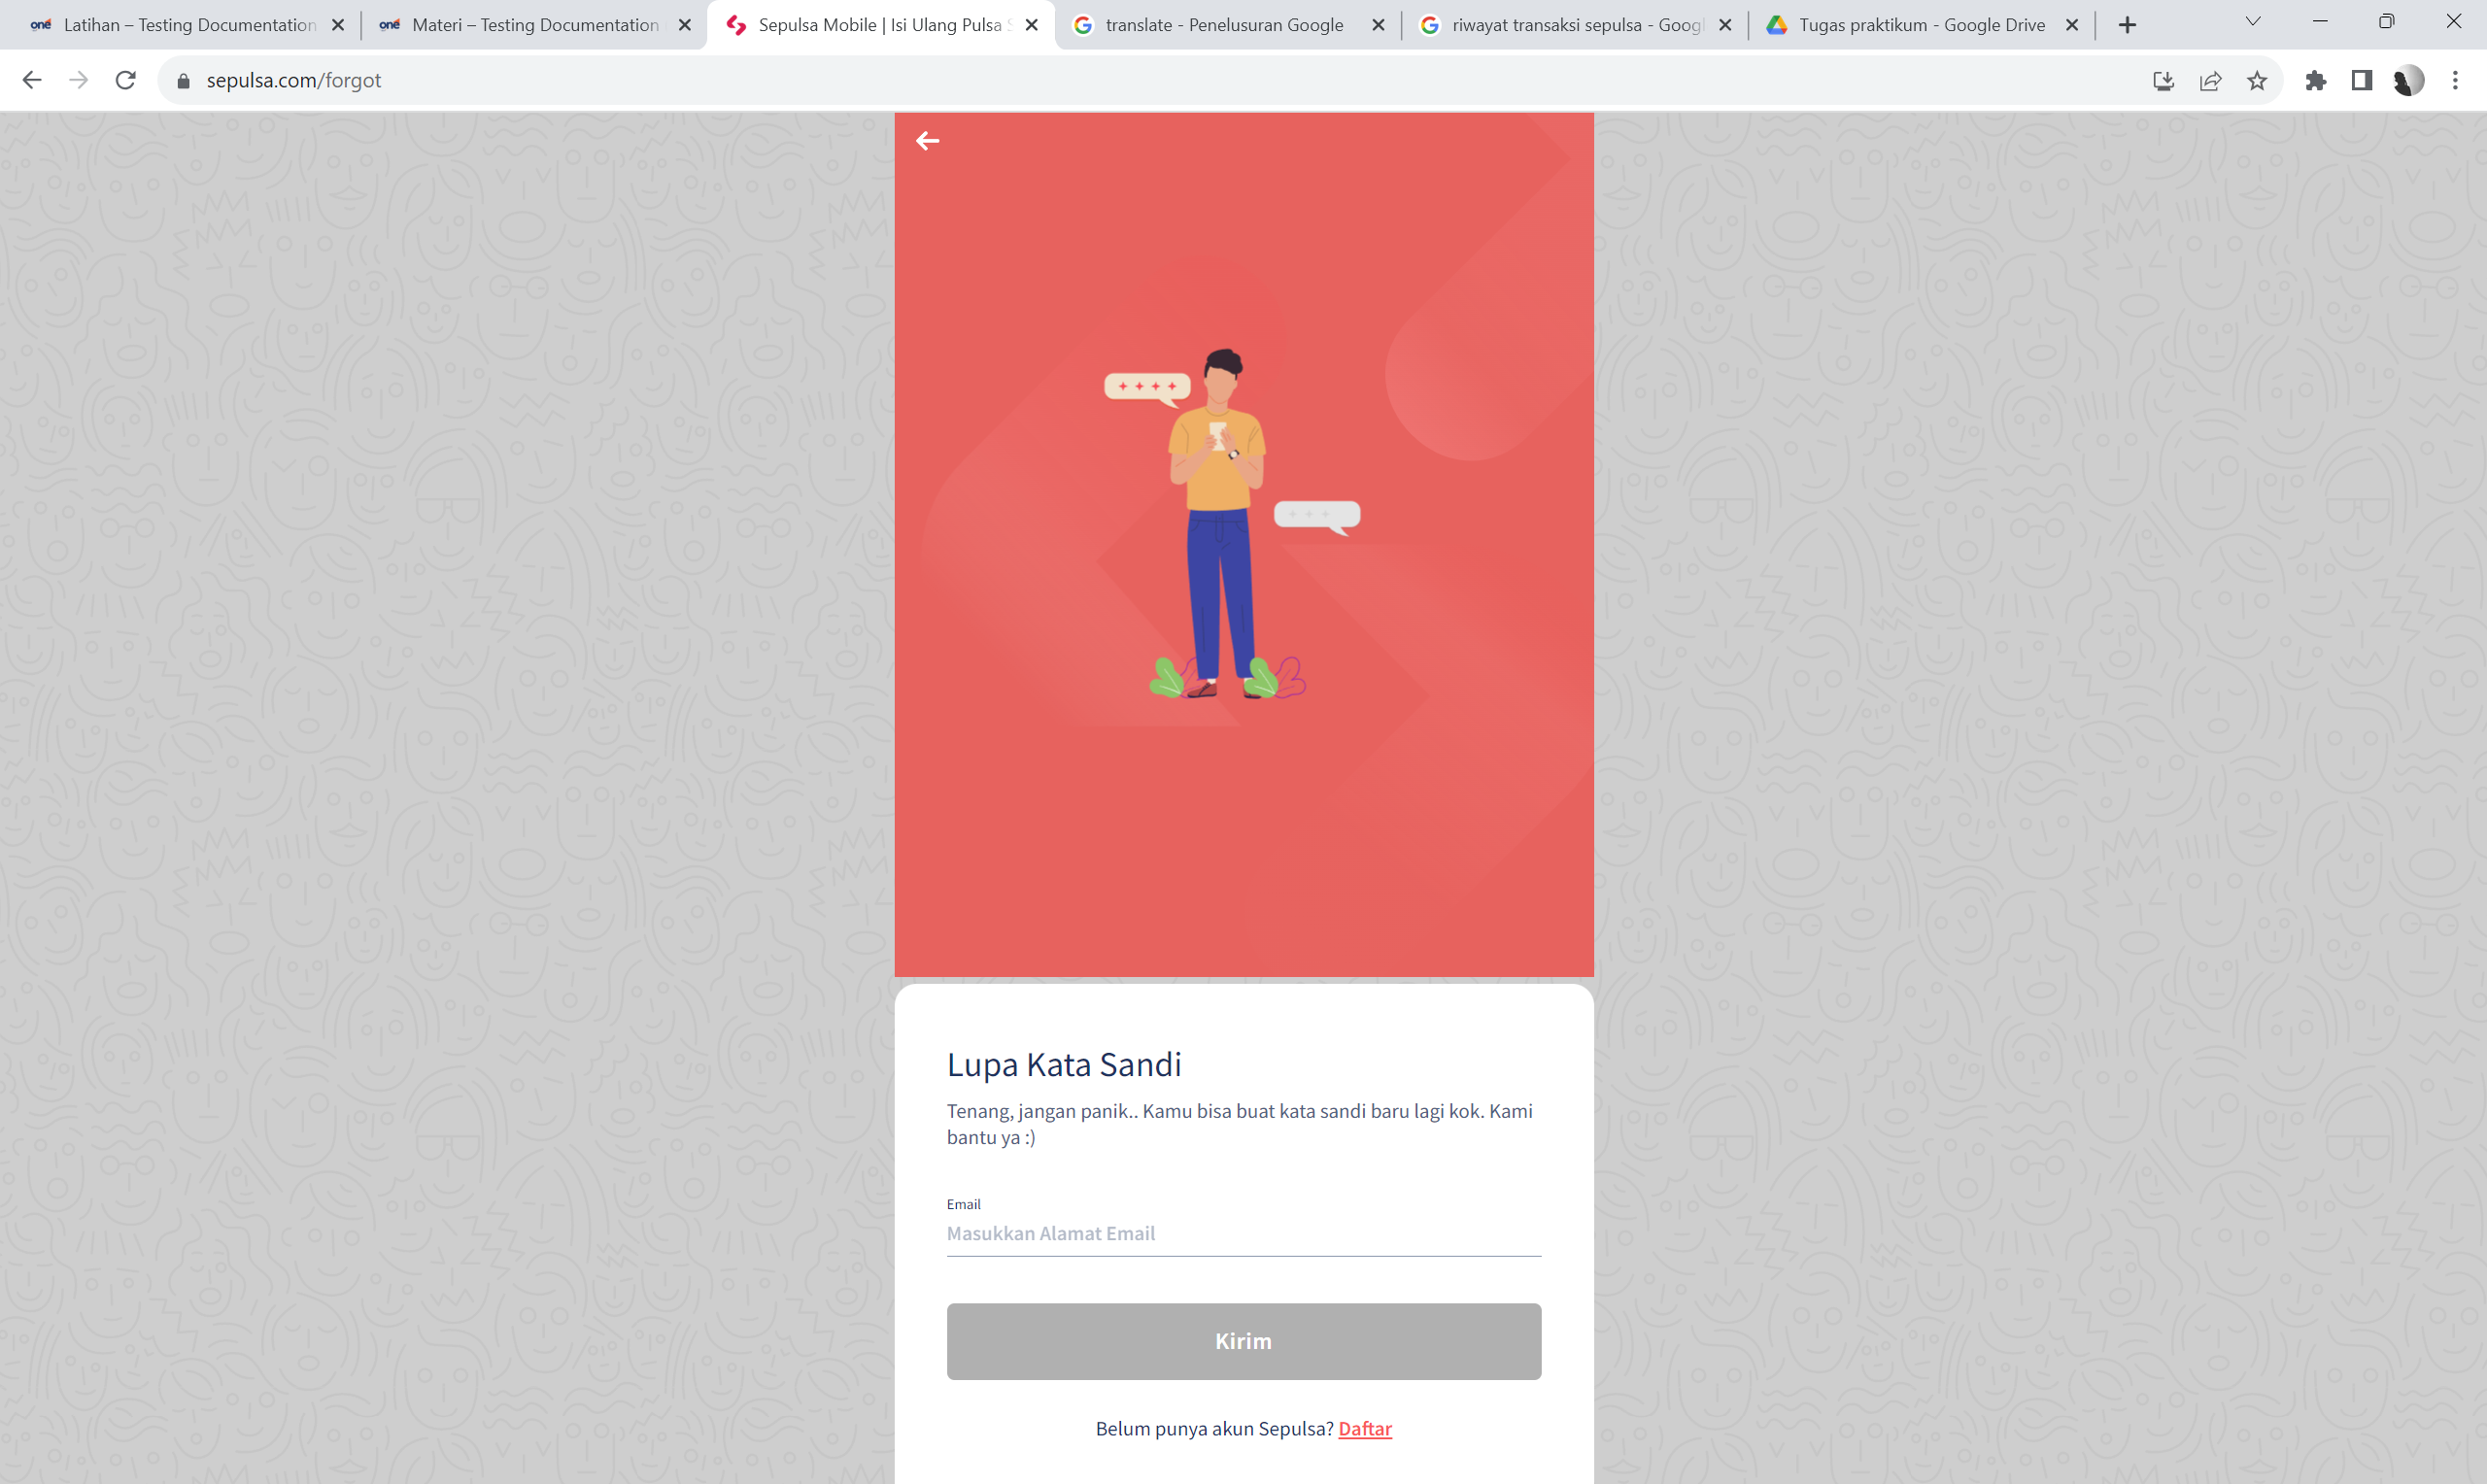 one Latihan – Testing Documentation
one Materi – Testing Documentation
Sepulsa Mobile | Isi Ulang Pulsa S
translate - Penelusuran Google
riwayat transaksi sepulsa - Googl
Tugas praktikum - Google Drive
sepulsa.com/forgot
Lupa Kata Sandi
Tenang, jangan panik.. Kamu bisa buat kata sandi baru lagi kok. Kami
bantu ya :)
Email
Masukkan Alamat Email
Kirim
Belum punya akun Sepulsa? Daftar